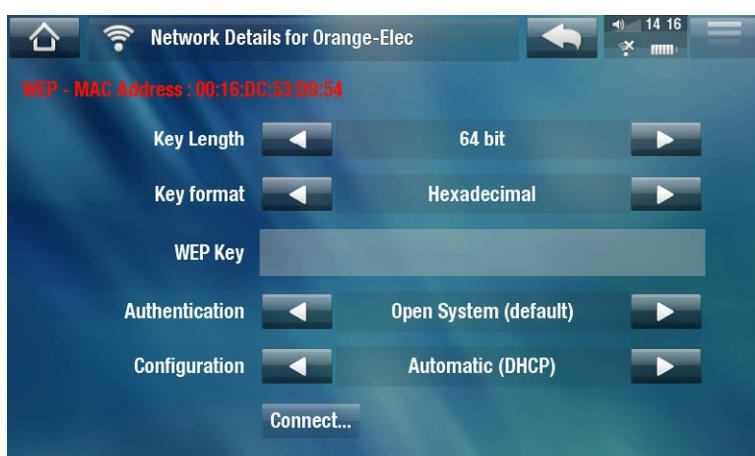 Network Details for Orange-Elec
14 16
WEP - MAC Address : 00:16:DC:53:D9:54
Key Length
64 bit
Key format
Hexadecimal
WEP Key
Authentication
Open System (default)
Configuration
Automatic (DHCP)
Connect...